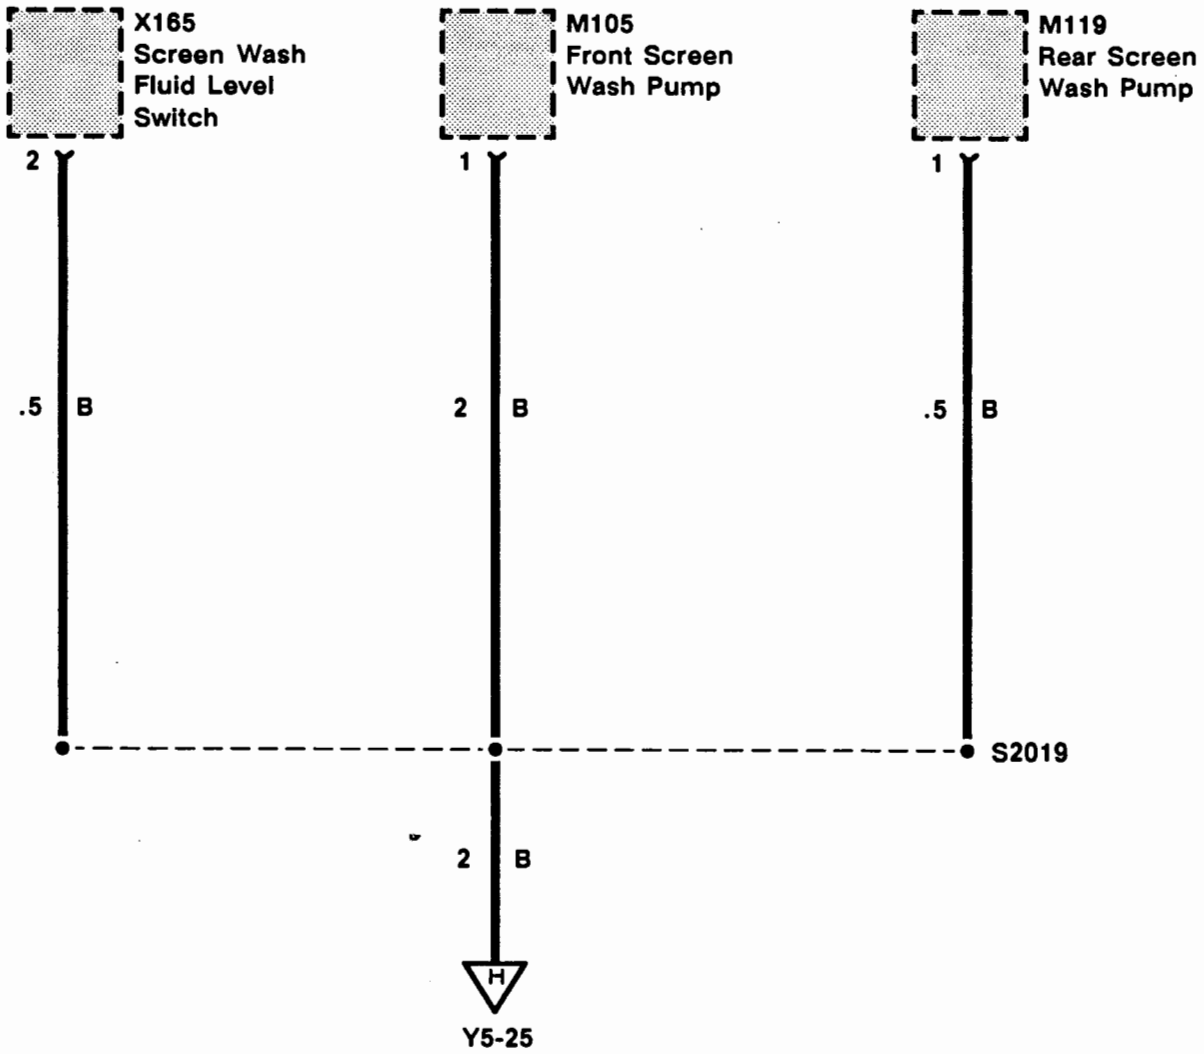 X165
Screen Wash
Fluid Level
Switch
M105
Front Screen
Wash Pump
M119
Rear Screen
Wash Pump
2
1
1
.5 B
2 B
.5 B
S2019
2 B
H
Y5-25